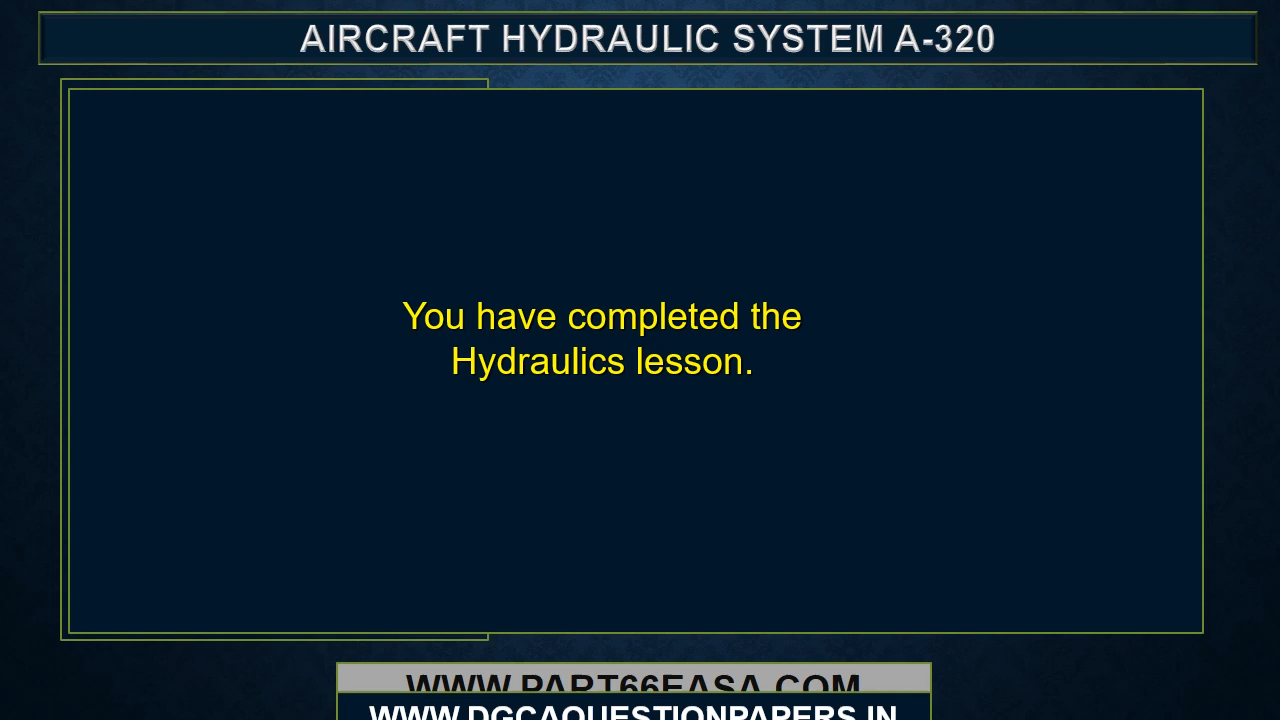 AIRCRAFT HYDRAULIC SYSTEM A-320
You have completed the
Hydraulics lesson.
WWW.PART66EASA.COM
WWW.DGCAQUESTIONPAPERS.IN